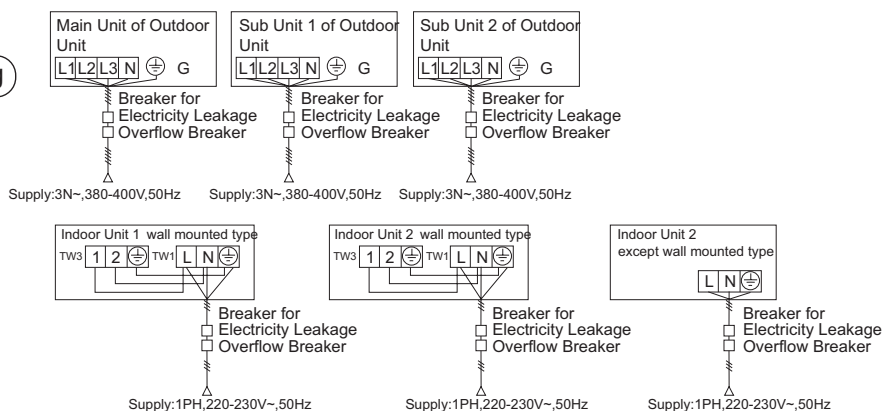 Main Unit of Outdoor
Unit
L1 L2 L3 N G
Breaker for
Electricity Leakage
Overflow Breaker
Supply:3N~,380-400V,50Hz
Sub Unit 1 of Outdoor
Unit
L1 L2 L3 N G
Breaker for
Electricity Leakage
Overflow Breaker
Supply:3N~,380-400V,50Hz
Sub Unit 2 of Outdoor
Unit
L1 L2 L3 N G
Breaker for
Electricity Leakage
Overflow Breaker
Supply:3N~,380-400V,50Hz
Indoor Unit 1 wall mounted type
TW3 1 2 TW1 L N
Breaker for
Electricity Leakage
Overflow Breaker
Supply:1PH,220-230V~,50Hz
Indoor Unit 2 wall mounted type
TW3 1 2 TW1 L N
Breaker for
Electricity Leakage
Overflow Breaker
Supply:1PH,220-230V~,50Hz
Indoor Unit 2
except wall mounted type
L N
Breaker for
Electricity Leakage
Overflow Breaker
Supply:1PH,220-230V~,50Hz